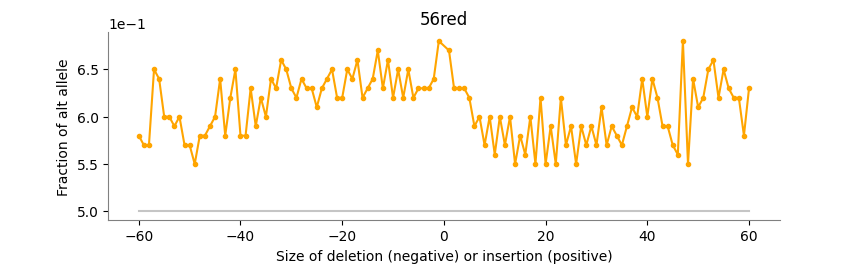 56red
1e−1
Fraction of alt allele
6.5
6.0
5.5
5.0
−60 −40 −20 0 20 40 60
Size of deletion (negative) or insertion (positive)